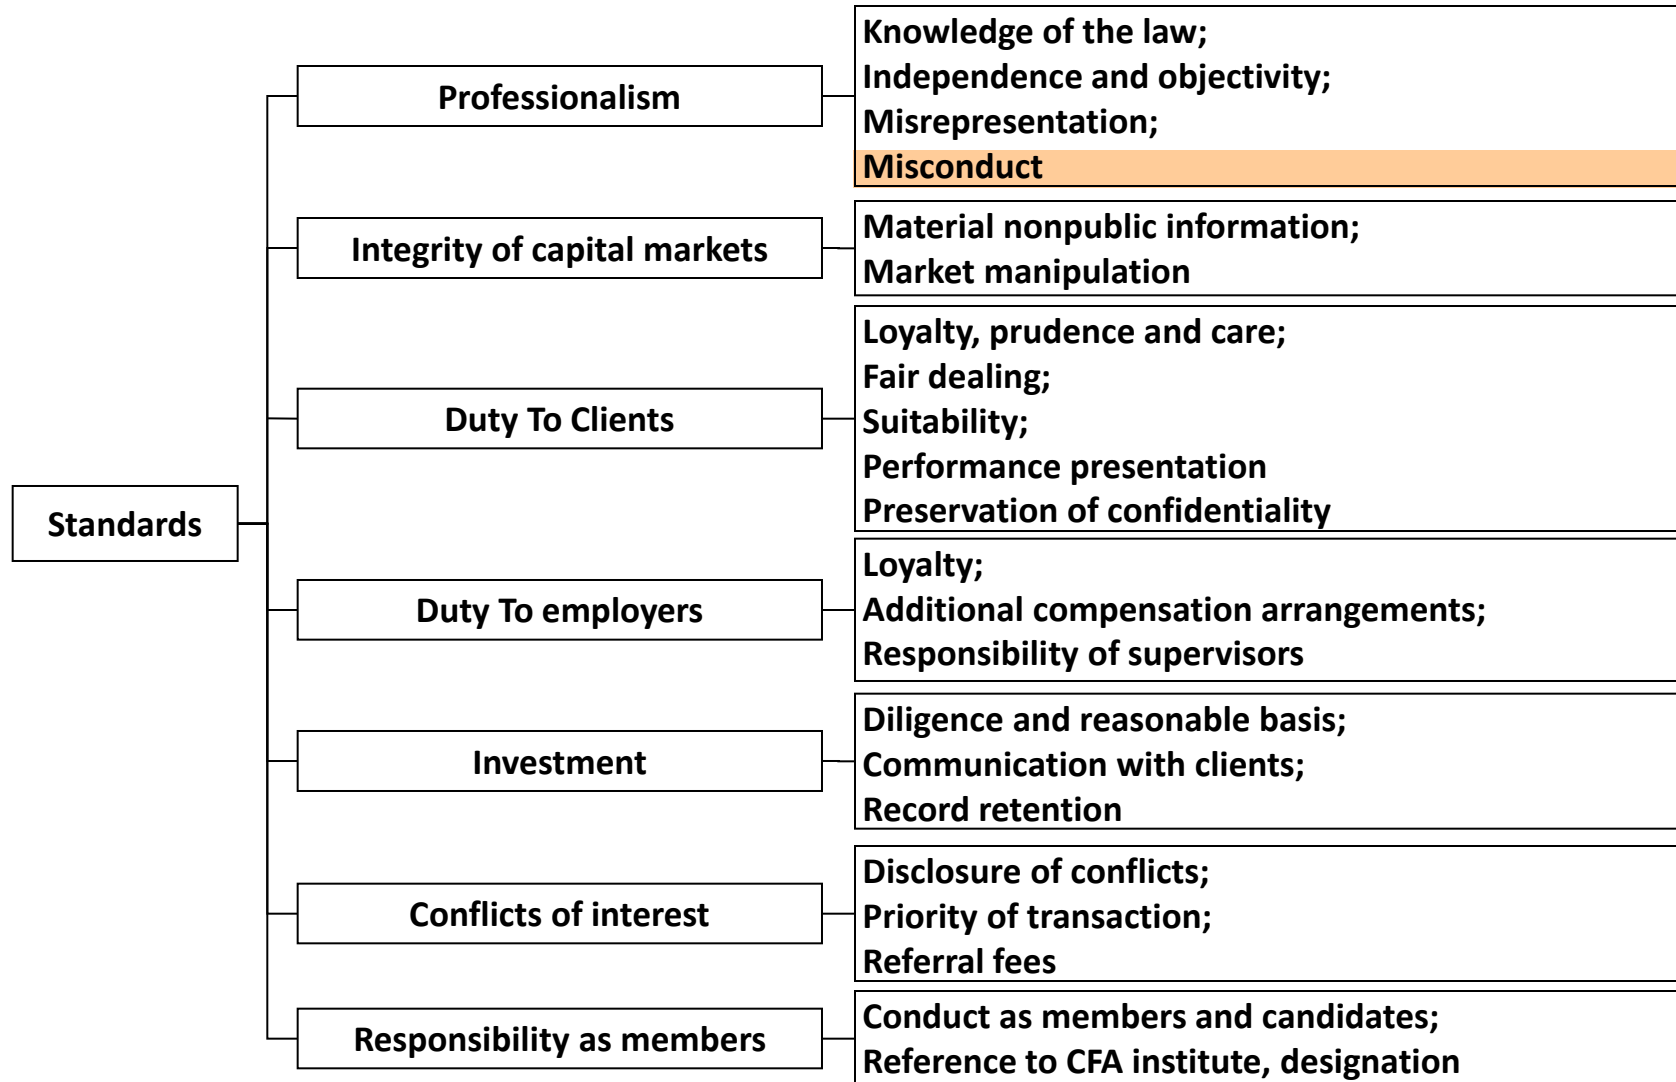 Standards
Professionalism
Knowledge of the law;
Independence and objectivity;
Misrepresentation;
Misconduct
Integrity of capital markets
Material nonpublic information;
Market manipulation
Duty To Clients
Loyalty, prudence and care;
Fair dealing;
Suitability;
Performance presentation
Preservation of confidentiality
Duty To employers
Loyalty;
Additional compensation arrangements;
Responsibility of supervisors
Investment
Diligence and reasonable basis;
Communication with clients;
Record retention
Conflicts of interest
Disclosure of conflicts;
Priority of transaction;
Referral fees
Responsibility as members
Conduct as members and candidates;
Reference to CFA institute, designation